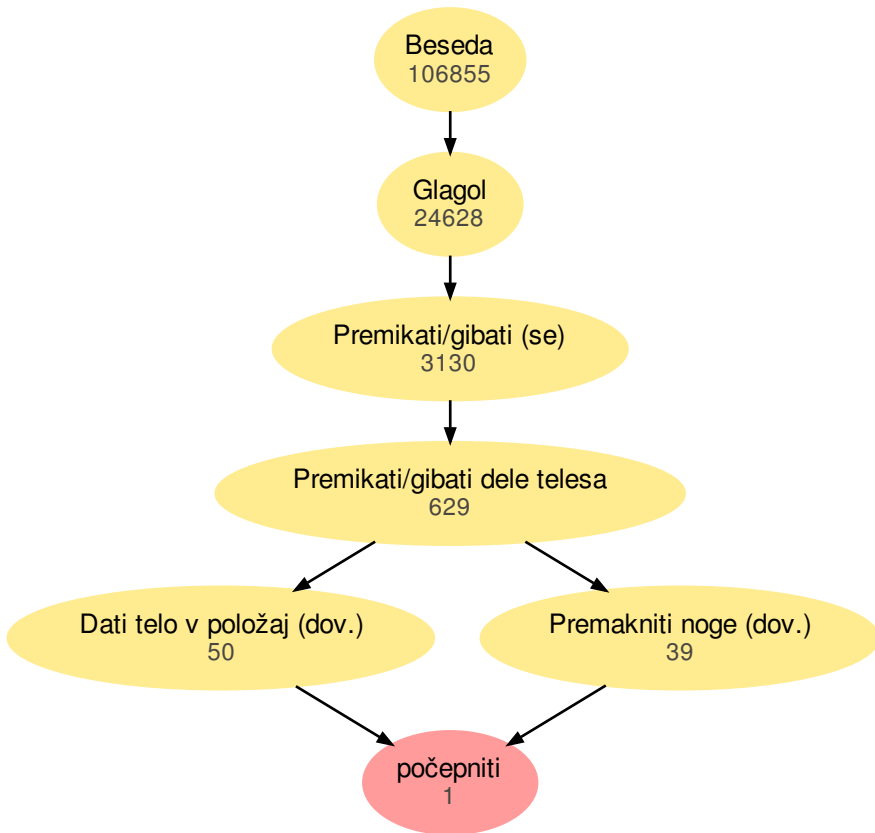 Beseda
106855
Glagol
24628
Premikati/gibati (se)
3130
Premikati/gibati dele telesa
629
Dati telo v položaj (dov.)
50
Premakniti noge (dov.)
39
počepniti
1